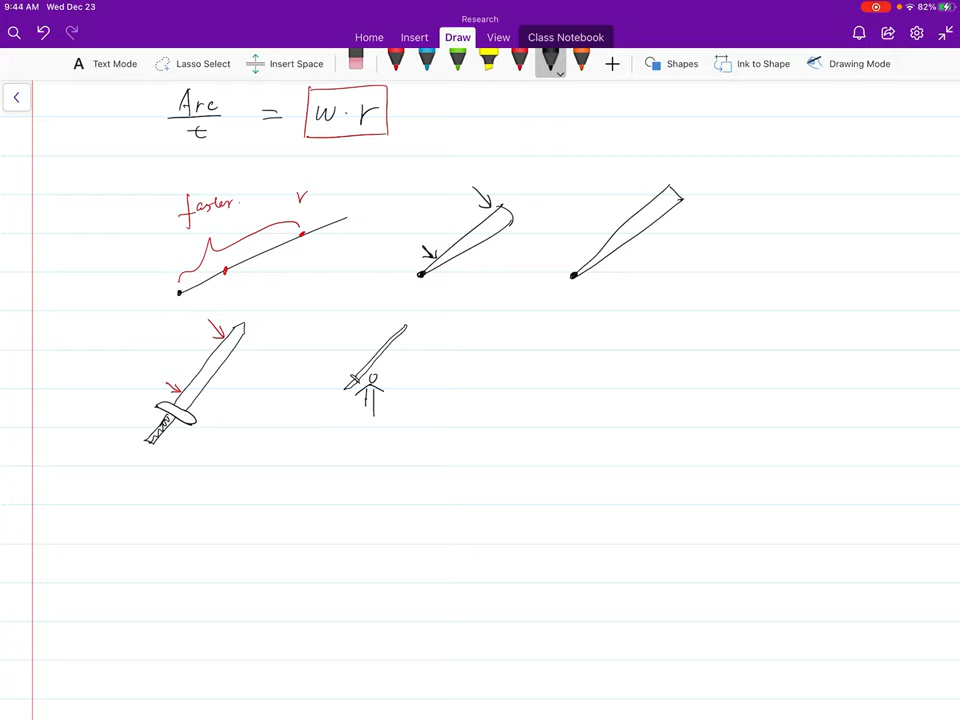 9:44 AM Wed Dec 23
82%
Research
Home Insert Draw View Class Notebook
Text Mode Lasso Select Insert Space Shapes Ink to Shape Drawing Mode
Arc
t
= w · r
faster. r